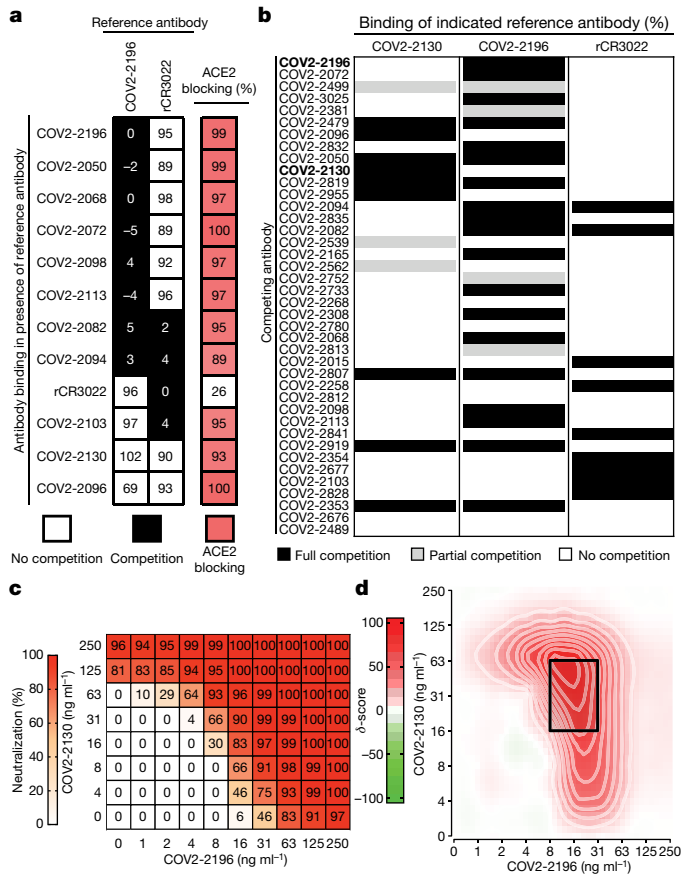 a
Reference antibody
COV2-2196
rCR3022
ACE2
blocking (%)
Antibody binding in presence of reference antibody
COV2-2196 0 95 99
COV2-2050 −2 89 99
COV2-2068 0 98 97
COV2-2072 −5 89 100
COV2-2098 4 92 97
COV2-2113 −4 96 97
COV2-2082 5 2 95
COV2-2094 3 4 89
rCR3022 96 0 26
COV2-2103 97 4 95
COV2-2130 102 90 93
COV2-2096 69 93 100
No competition
Competition
ACE2
blocking
b
Binding of indicated reference antibody (%)
COV2-2130 COV2-2196 rCR3022
Competing antibody
COV2-2196
COV2-2072
COV2-2499
COV2-3025
COV2-2381
COV2-2479
COV2-2096
COV2-2832
COV2-2050
COV2-2130
COV2-2819
COV2-2955
COV2-2094
COV2-2835
COV2-2082
COV2-2539
COV2-2165
COV2-2562
COV2-2752
COV2-2733
COV2-2268
COV2-2308
COV2-2780
COV2-2068
COV2-2813
COV2-2015
COV2-2807
COV2-2258
COV2-2812
COV2-2098
COV2-2113
COV2-2841
COV2-2919
COV2-2354
COV2-2677
COV2-2103
COV2-2828
COV2-2353
COV2-2676
COV2-2489
Full competition
Partial competition
No competition
c
Neutralization (%)
100
80
60
40
20
0
COV2-2130 (ng ml−1)
250 96 94 95 99 99 100 100 100 100 100
125 81 83 85 94 95 100 100 100 100 100
63 0 10 29 64 93 96 99 100 100 100
31 0 0 0 4 66 90 99 99 100 100
16 0 0 0 0 30 83 97 99 100 100
8 0 0 0 0 0 66 91 98 99 100
4 0 0 0 0 0 46 75 93 99 100
0 0 0 0 0 0 6 46 83 91 97
0 1 2 4 8 16 31 63 125 250
COV2-2196 (ng ml−1)
δ-score
100
50
0
−50
−100
d
COV2-2130 (ng ml−1)
250
125
63
31
16
8
4
0
0 1 2 4 8 16 31 63 125 250
COV2-2196 (ng ml−1)